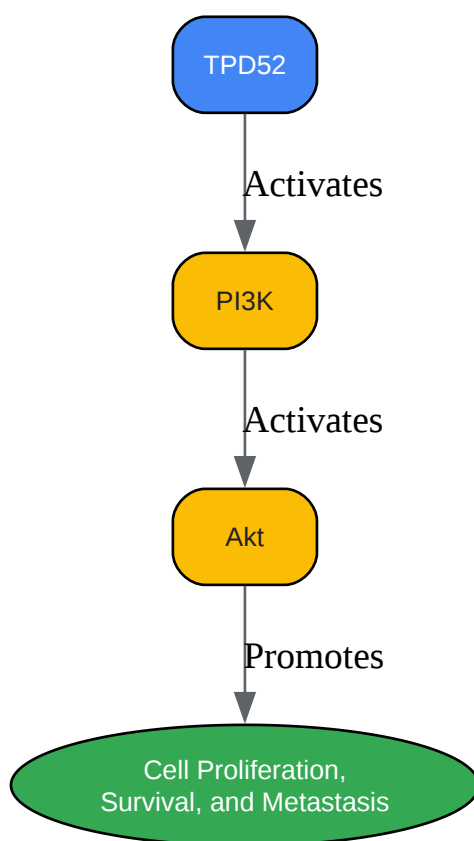 TPD52
Activates
PI3K
Activates
Akt
Promotes
Cell Proliferation,
Survival, and Metastasis